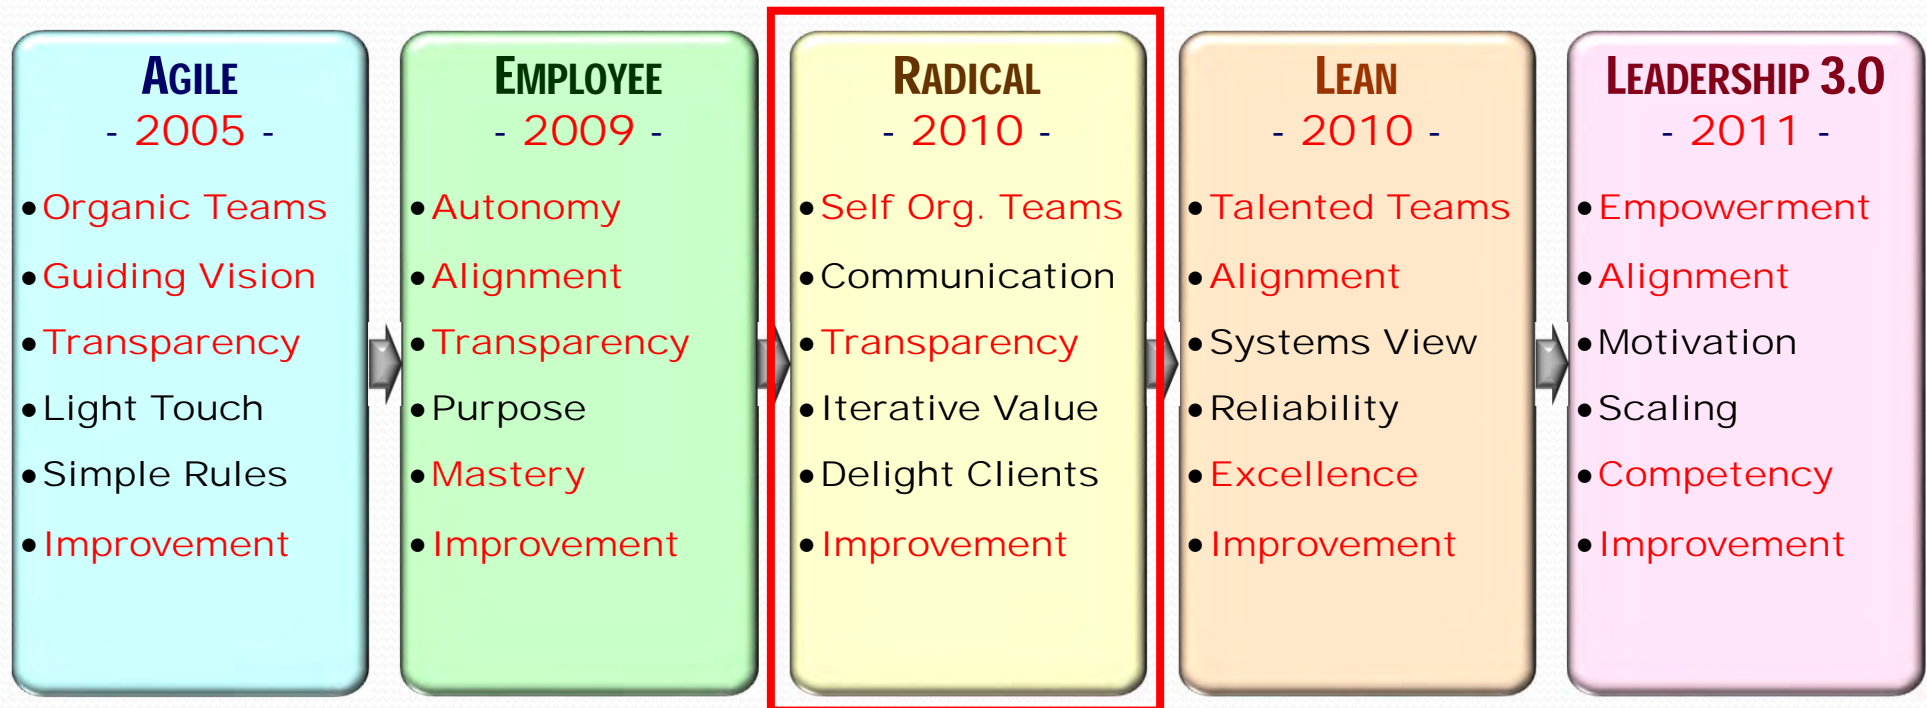 AGILE
- 2005 -
•Organic Teams
•Guiding Vision
•Transparency
•Light Touch
•Simple Rules
•Improvement
EMPLOYEE
- 2009 -
•Autonomy
•Alignment
•Transparency
•Purpose
•Mastery
•Improvement
RADICAL
- 2010 -
•Self Org. Teams
•Communication
•Transparency
•Iterative Value
•Delight Clients
•Improvement
LEAN
- 2010 -
•Talented Teams
•Alignment
•Systems View
•Reliability
•Excellence
•Improvement
LEADERSHIP 3.0
- 2011 -
•Empowerment
•Alignment
•Motivation
•Scaling
•Competency
•Improvement